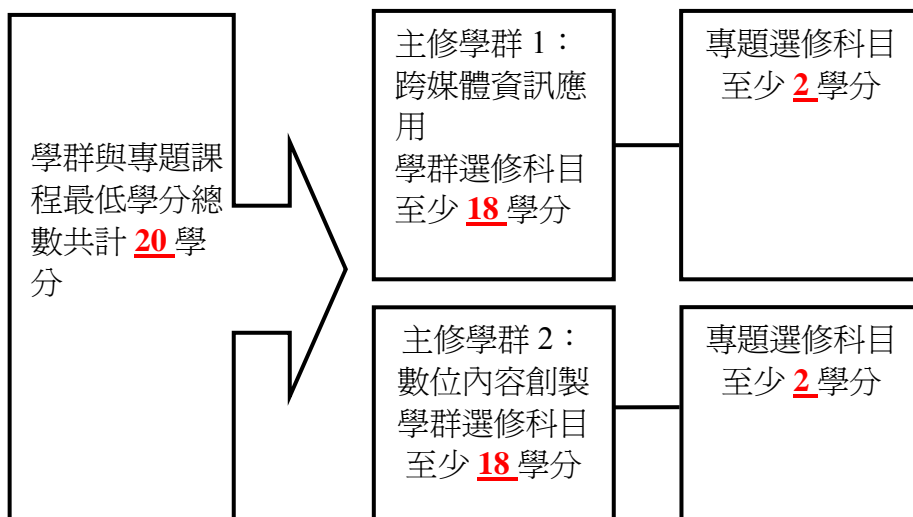 學群與專題課
程最低學分總
數共計 20 學
分
主修學群 1：
跨媒體資訊應
用
學群選修科目
至少 18 學分
專題選修科目
至少 2 學分
主修學群 2：
數位內容創製
學群選修科目
至少 18 學分
專題選修科目
至少 2 學分